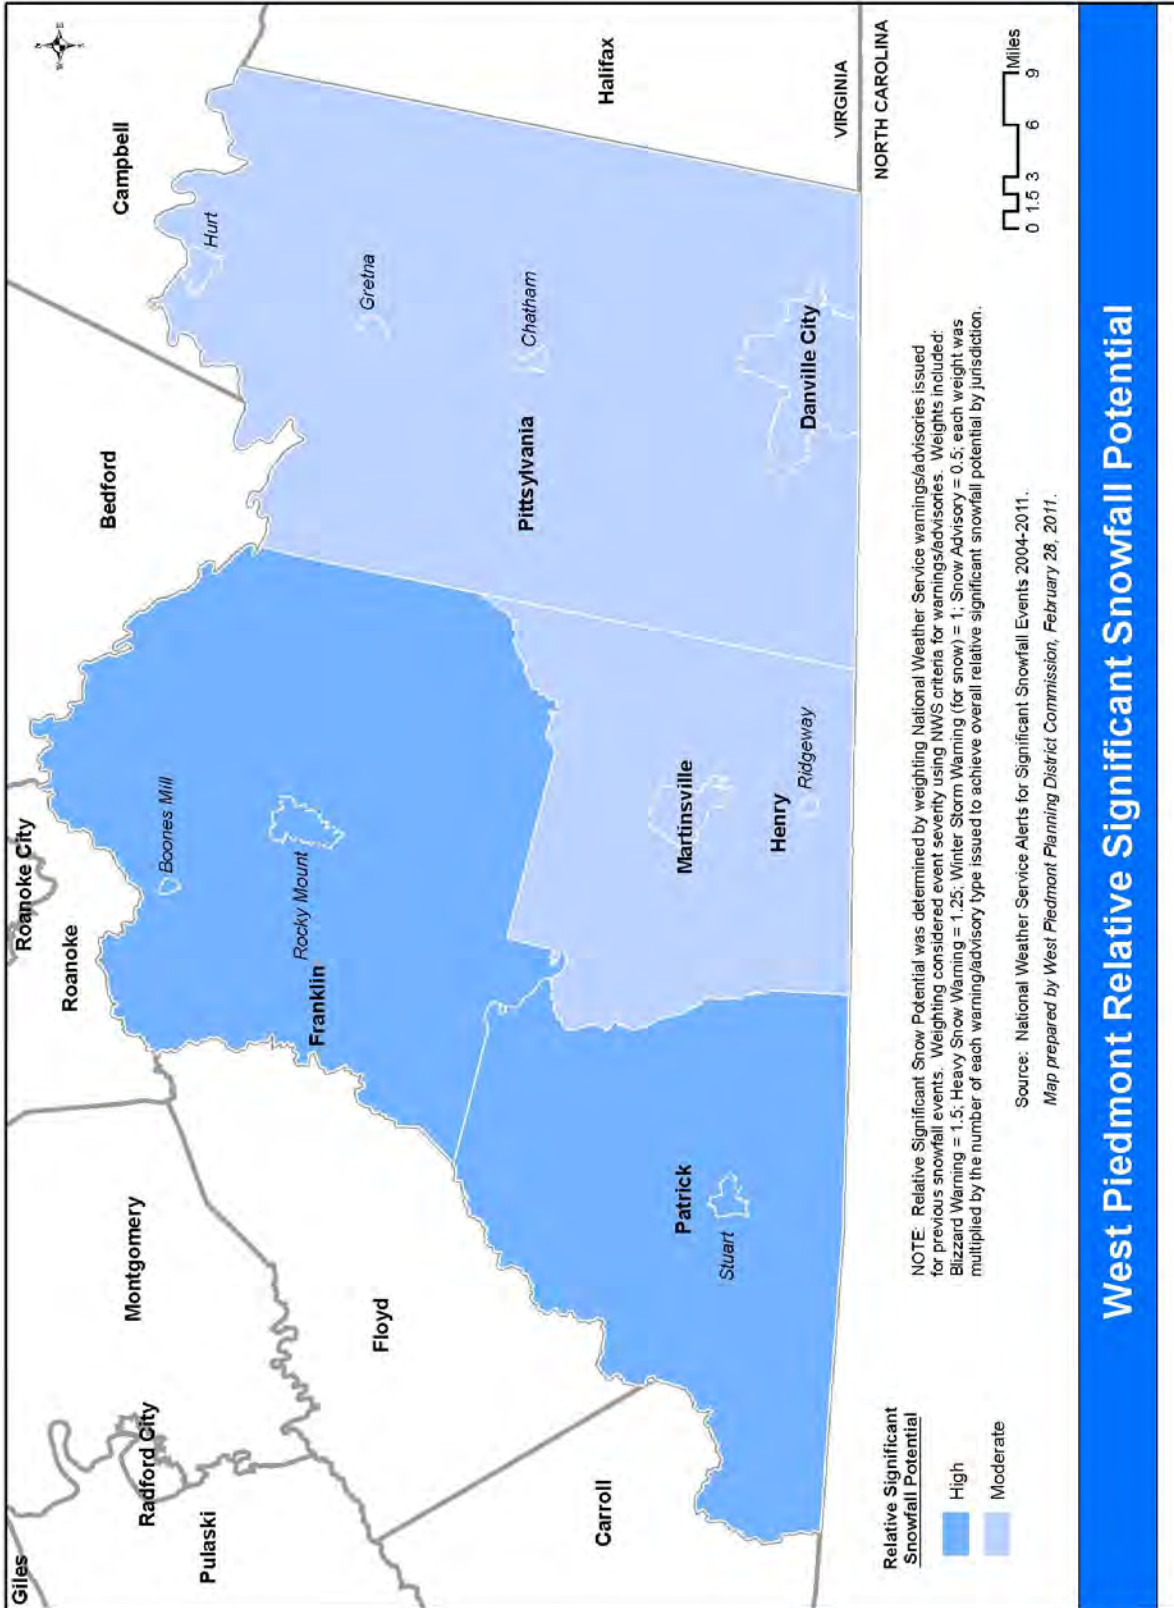 Giles
Montgomery
Roanoke City
Roanoke
Radford City
Pulaski
Bedford
Campbell
Boones Mill
Hurt
Floyd
Rocky Mount
Franklin
Gretna
Carroll
Pittsylvania
Chatham
Halifax
Patrick
Stuart
Martinsville
Henry
Ridgeway
Danville City
VIRGINIA
NORTH CAROLINA
Relative Significant
Snowfall Potential
High
Moderate
NOTE: Relative Significant Snow Potential was determined by weighting National Weather Service warnings/advisories issued
for previous snowfall events. Weighting considered event severity using NWS criteria for warnings/advisories. Weights included:
Blizzard Warning = 1.5; Heavy Snow Warning = 1.25; Winter Storm Warning (for snow) = 1; Snow Advisory = 0.5; each weight was
multiplied by the number of each warning/advisory type issued to achieve overall relative significant snowfall potential by jurisdiction.
Source: National Weather Service Alerts for Significant Snowfall Events 2004-2011.
Map prepared by West Piedmont Planning District Commission, February 28, 2011.
Miles
0 1.5 3 6 9
West Piedmont Relative Significant Snowfall Potential